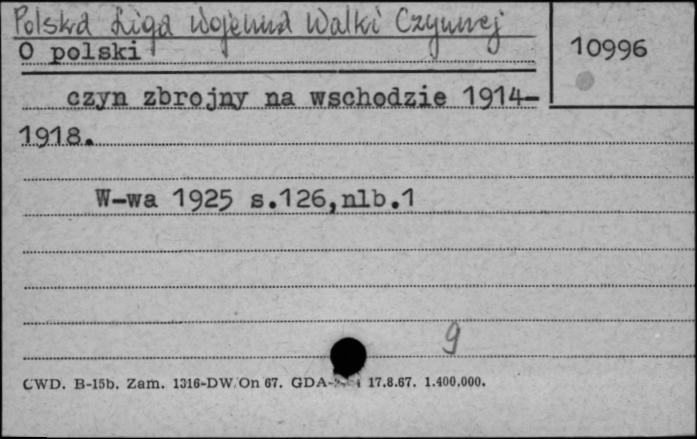 Polska Liga Wojenna Walki Czynnej
10996
O polski
czyn zbrojny na wschodzie 1914-
1918.
W-wa 1925 s.126,nlb.1
9
CWD. B-15b. Zam. 1316-DW/On 67. GDA- 17.8.67. 1.400.000.